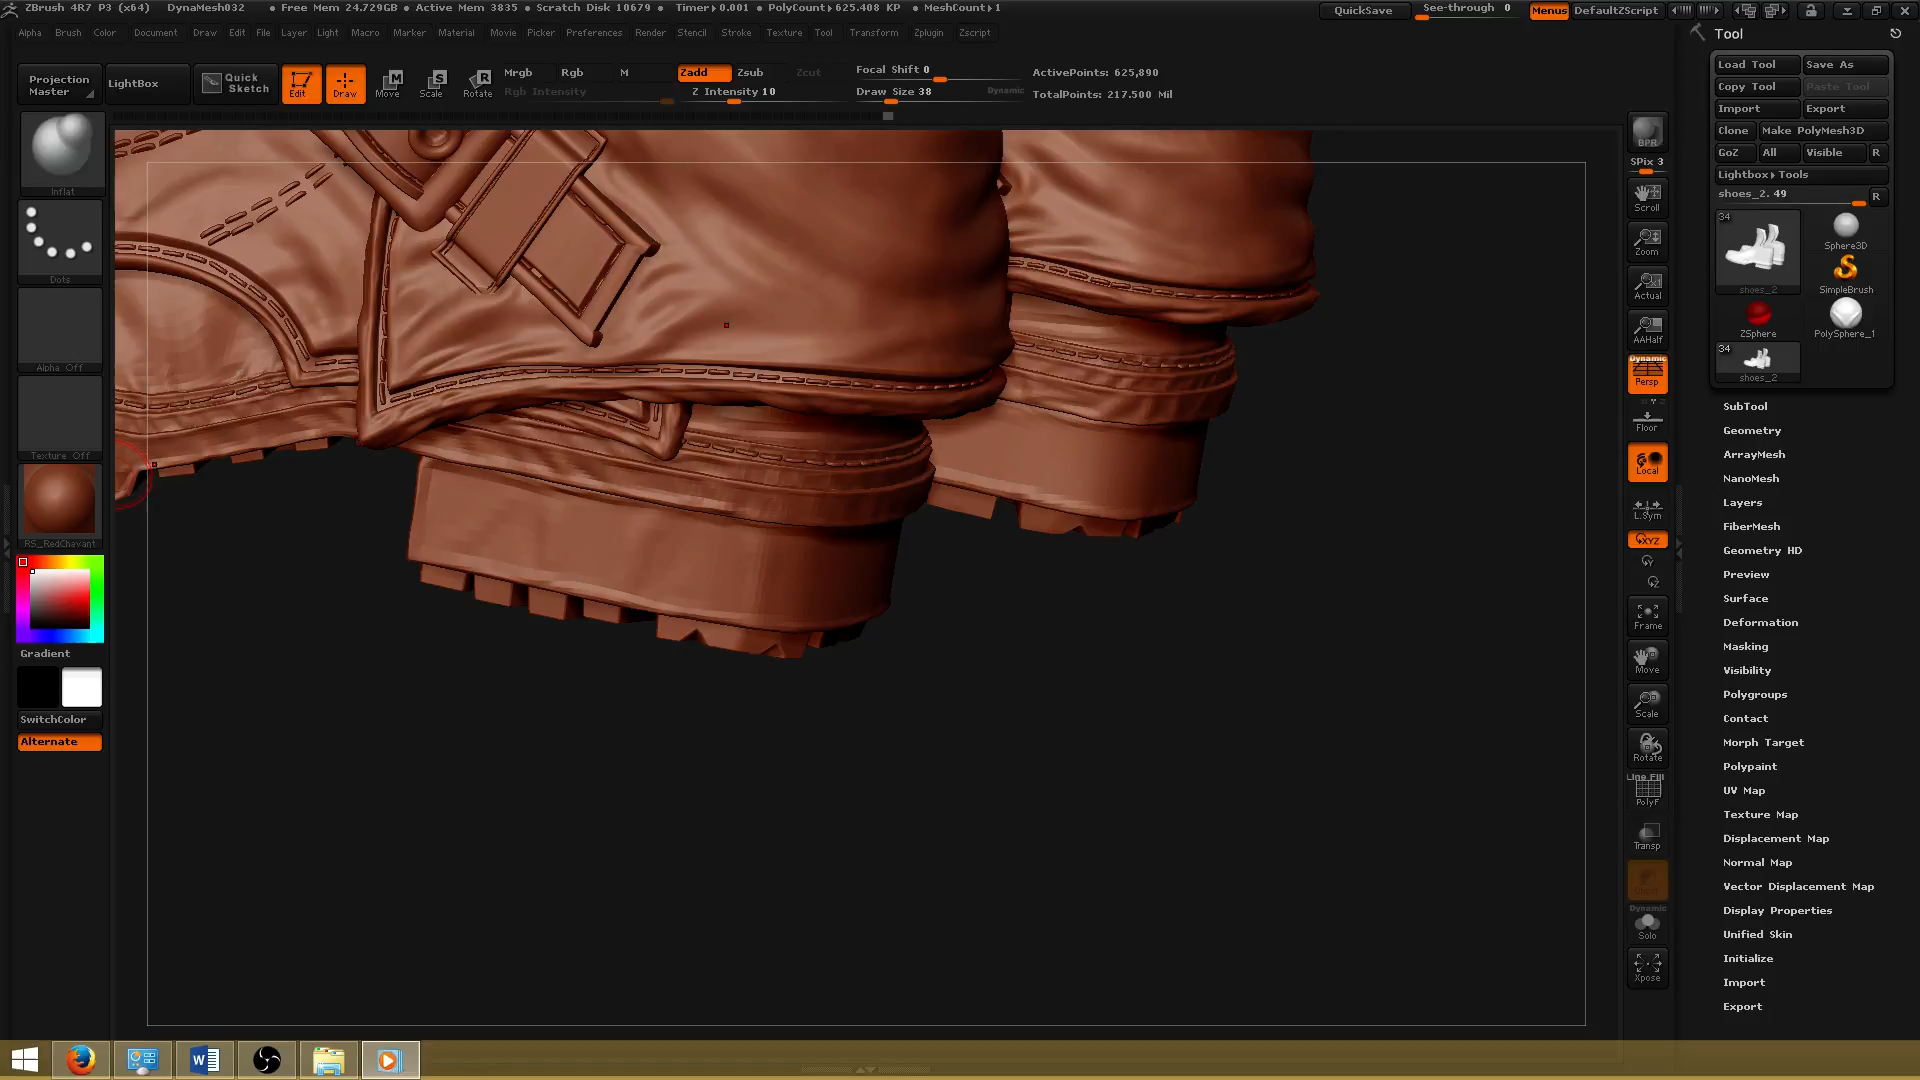 ZBrush 4R7 P3 (x64) DynaMesh032 ● Free Mem 24.729GB ● Active Mem 3835 ● Scratch Disk 10679 ● Timer▸0.001 ● PolyCount▸625.408 KP ● MeshCount▸1 QuickSave See-through 0 Menus DefaultZScript
Alpha Brush Color Document Draw Edit File Layer Light Macro Marker Material Movie Picker Preferences Render Stencil Stroke Texture Tool Transform Zplugin Zscript
Projection Master
LightBox
Quick Sketch
Edit
Draw
Move
Scale
Rotate
Mrgb Rgb M
Rgb Intensity
Zadd Zsub Zcut
Z Intensity 10
Focal Shift 0
Draw Size 38
Dynamic
ActivePoints: 625,890
TotalPoints: 217.500 Mil
Inflat
Dots
Alpha Off
Texture Off
RS_RedChavant
Gradient
SwitchColor
Alternate
BPR
SPix 3
Scroll
Zoom
Actual
AAHalf
Dynamic
Persp
Floor
Local
L.Sym
XYZ
Y
Z
Frame
Move
Scale
Rotate
Line Fill
PolyF
Transp
Dynamic
Solo
Xpose
Tool
Load Tool Save As
Copy Tool Paste Tool
Import Export
Clone Make PolyMesh3D
GoZ All Visible R
Lightbox▸Tools
shoes_2. 49 R
34
shoes_2
Sphere3D
SimpleBrush
ZSphere
PolySphere_1
34
shoes_2
SubTool
Geometry
ArrayMesh
NanoMesh
Layers
FiberMesh
Geometry HD
Preview
Surface
Deformation
Masking
Visibility
Polygroups
Contact
Morph Target
Polypaint
UV Map
Texture Map
Displacement Map
Normal Map
Vector Displacement Map
Display Properties
Unified Skin
Initialize
Import
Export